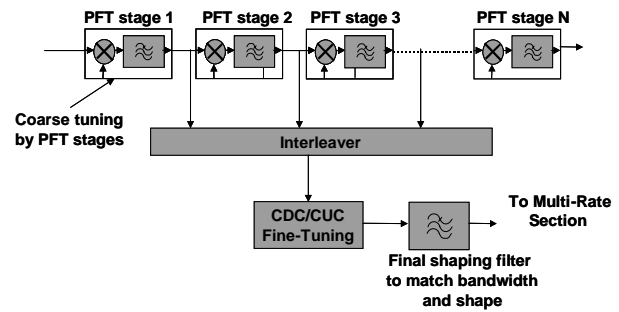 PFT stage 1
PFT stage 2
PFT stage 3
PFT stage N
Coarse tuning
by PFT stages
Interleaver
CDC/CUC
Fine-Tuning
To Multi-Rate
Section
Final shaping filter
to match bandwidth
and shape